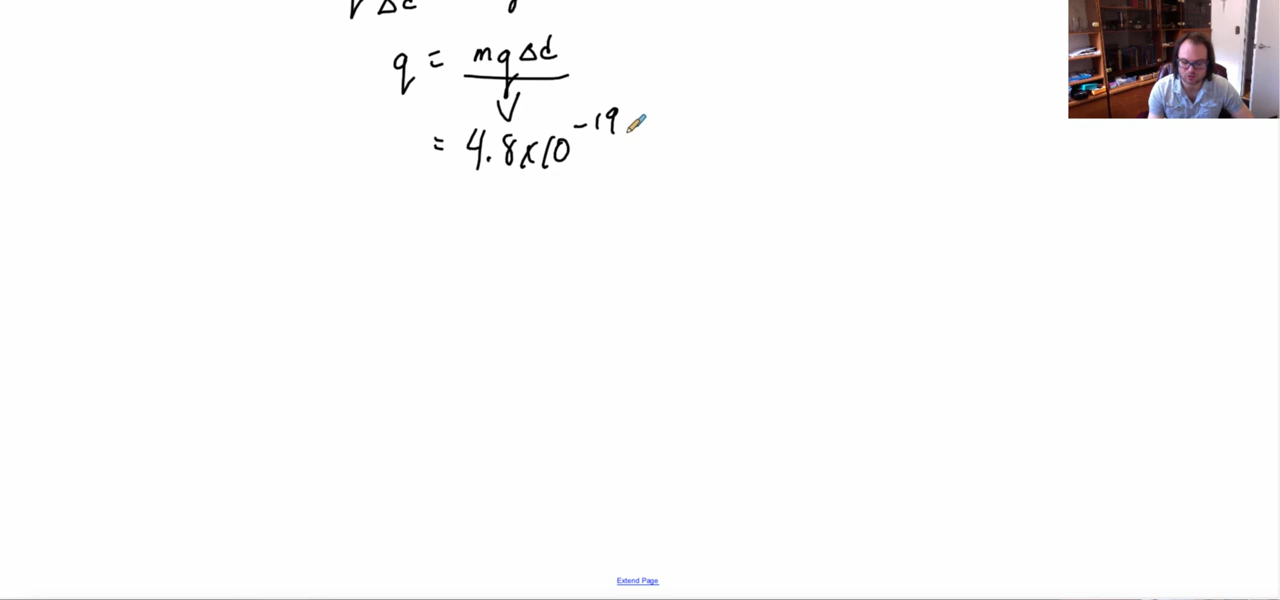 q = mgΔd
V
= 4.8x10^-19
Extend Page